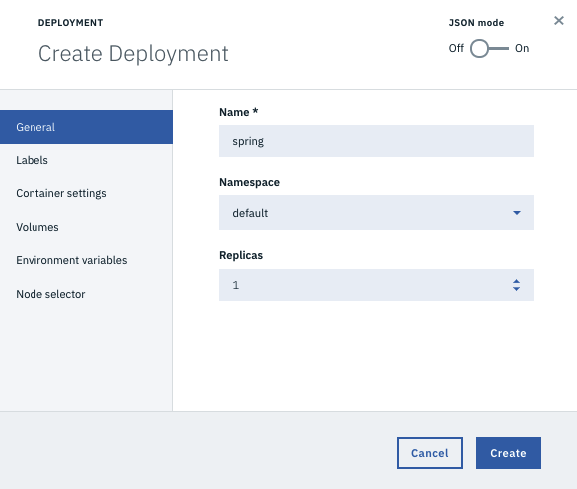 DEPLOYMENT
Create Deployment
JSON mode
Off On
General
Labels
Container settings
Volumes
Environment variables
Node selector
Name *
spring
Namespace
default
Replicas
1
Cancel
Create